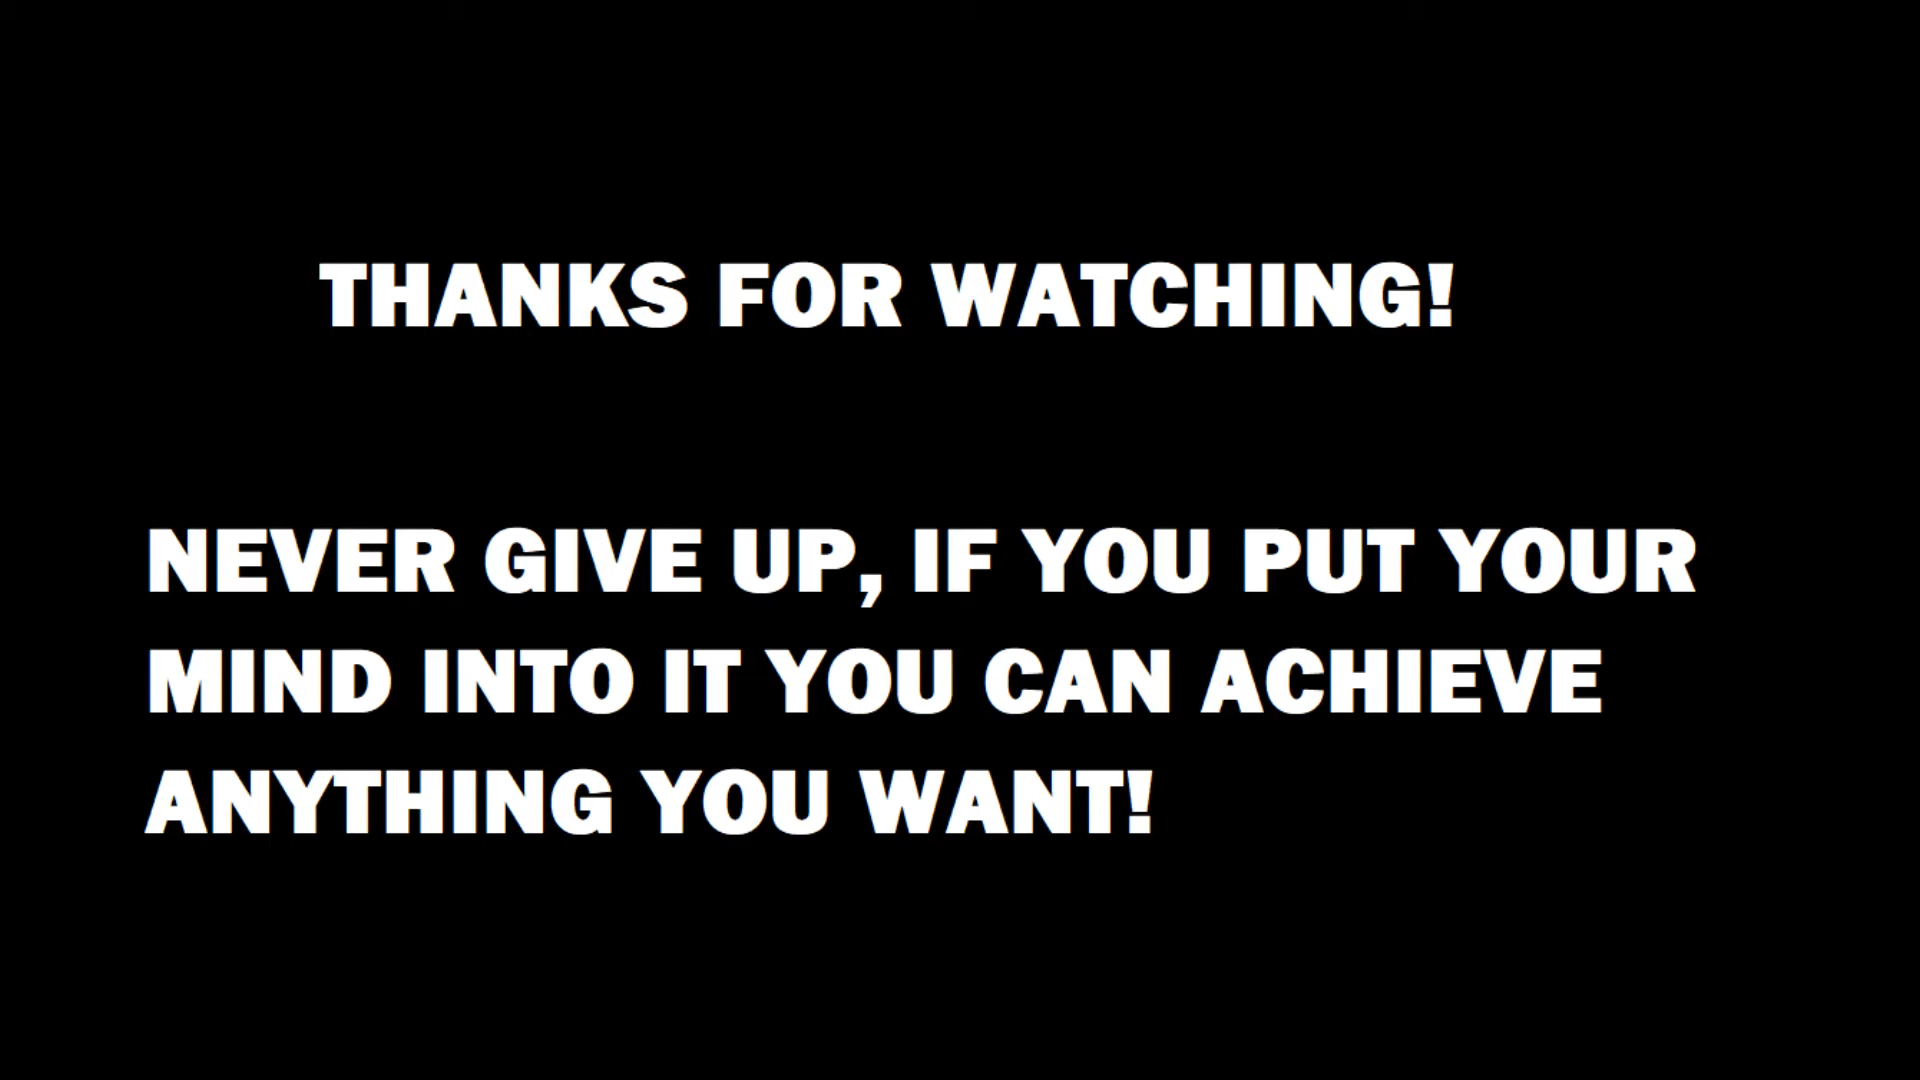 THANKS FOR WATCHING!
NEVER GIVE UP, IF YOU PUT YOUR
MIND INTO IT YOU CAN ACHIEVE
ANYTHING YOU WANT!